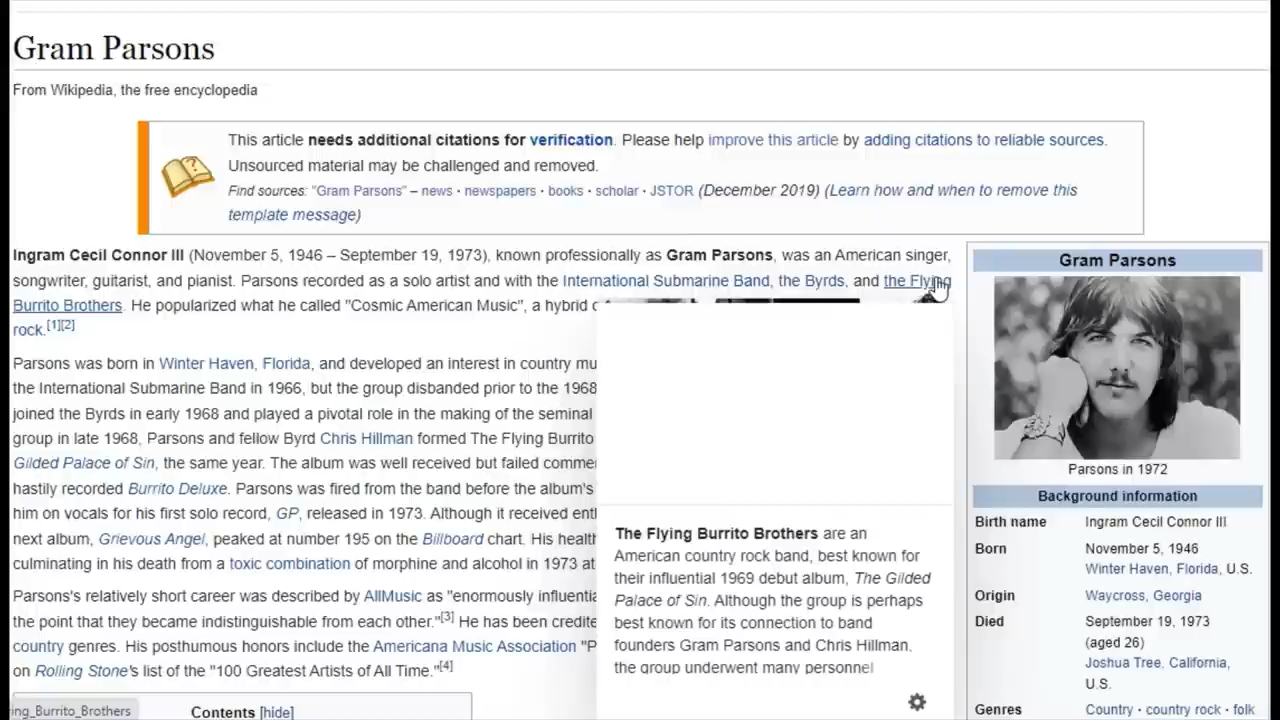 Gram Parsons
From Wikipedia, the free encyclopedia
This article needs additional citations for verification. Please help improve this article by adding citations to reliable sources.
Unsourced material may be challenged and removed.
Find sources: "Gram Parsons" – news · newspapers · books · scholar · JSTOR (December 2019) (Learn how and when to remove this
template message)
Ingram Cecil Connor III (November 5, 1946 – September 19, 1973), known professionally as Gram Parsons, was an American singer,
songwriter, guitarist, and pianist. Parsons recorded as a solo artist and with the International Submarine Band, the Byrds, and the Flying
Burrito Brothers. He popularized what he called "Cosmic American Music", a hybrid
rock.[1][2]
Parsons was born in Winter Haven, Florida, and developed an interest in country mu
the International Submarine Band in 1966, but the group disbanded prior to the 1968
joined the Byrds in early 1968 and played a pivotal role in the making of the seminal
group in late 1968, Parsons and fellow Byrd Chris Hillman formed The Flying Burrito
Gilded Palace of Sin, the same year. The album was well received but failed comme
hastily recorded Burrito Deluxe. Parsons was fired from the band before the album's
him on vocals for his first solo record, GP, released in 1973. Although it received ent
next album, Grievous Angel, peaked at number 195 on the Billboard chart. His healt
culminating in his death from a toxic combination of morphine and alcohol in 1973 at
Parsons's relatively short career was described by AllMusic as "enormously influentia
the point that they became indistinguishable from each other."[3] He has been credite
country genres. His posthumous honors include the Americana Music Association "P
on Rolling Stone's list of the "100 Greatest Artists of All Time."[4]
Contents [hide]
ing_Burrito_Brothers
The Flying Burrito Brothers are an
American country rock band, best known for
their influential 1969 debut album, The Gilded
Palace of Sin. Although the group is perhaps
best known for its connection to band
founders Gram Parsons and Chris Hillman,
the group underwent many personnel
Gram Parsons
Parsons in 1972
Background information
Birth name Ingram Cecil Connor III
Born November 5, 1946
Winter Haven, Florida, U.S.
Origin Waycross, Georgia
Died September 19, 1973
(aged 26)
Joshua Tree, California,
U.S.
Genres Country · country rock · folk